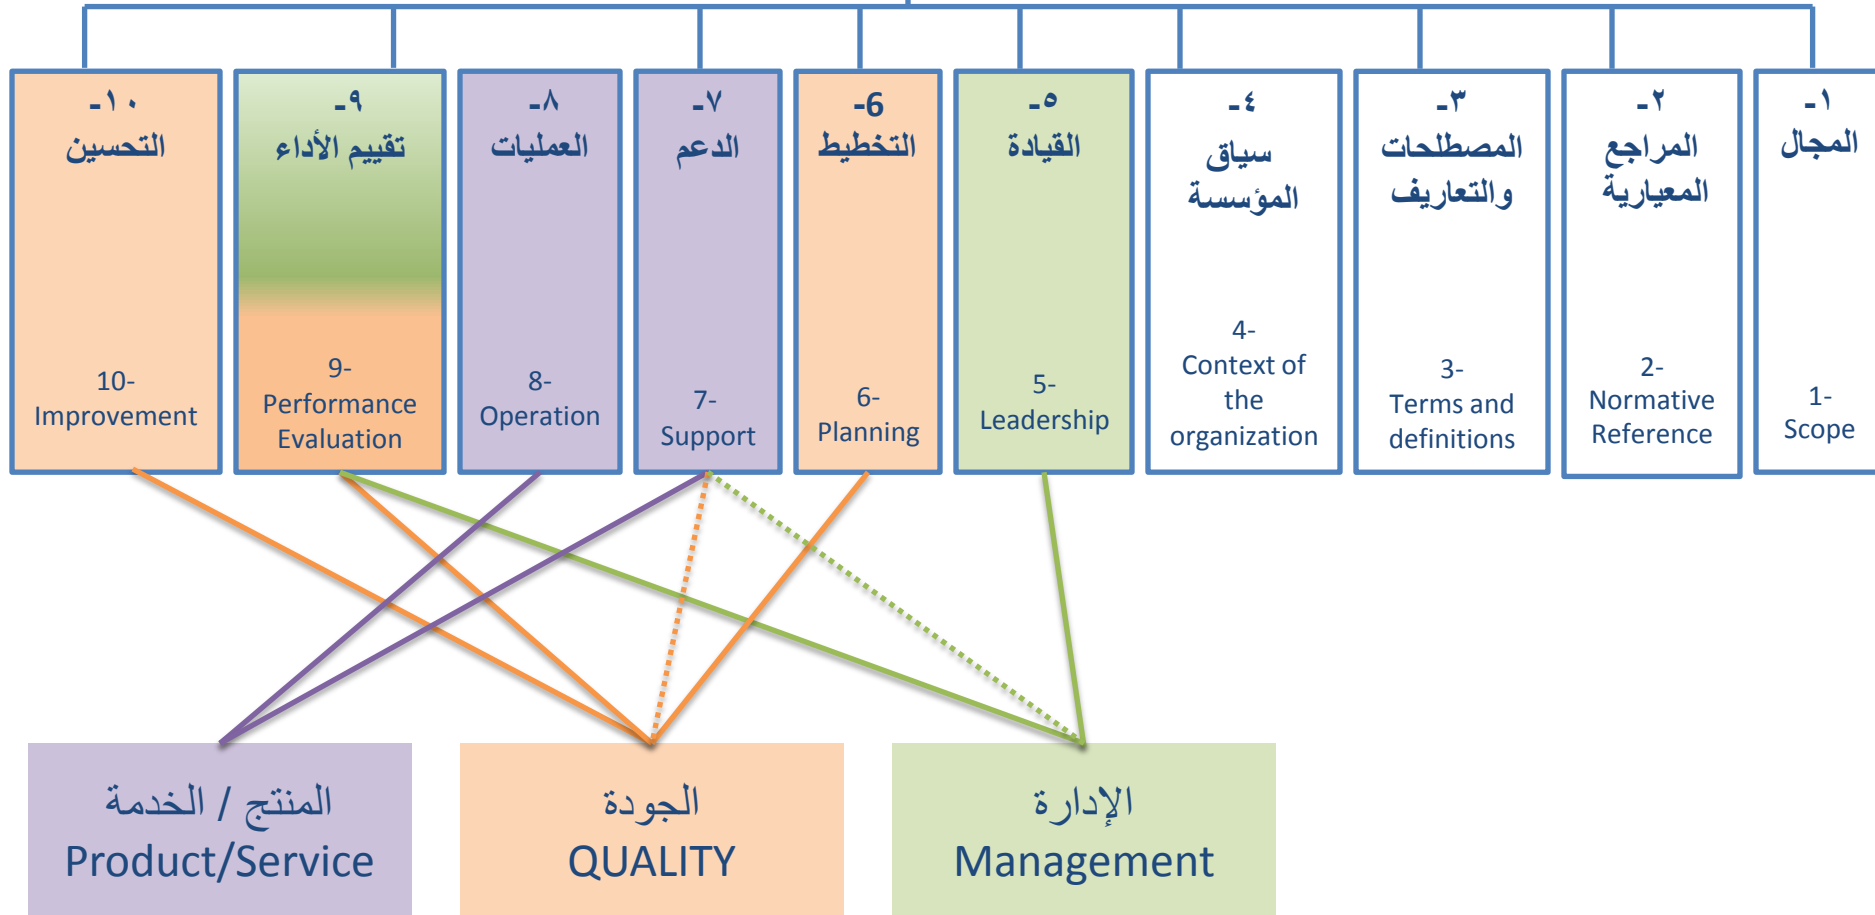 ١-
المجال
1-
Scope
٢-
المراجع
المعيارية
2-
Normative
Reference
٣-
المصطلحات
والتعاريف
3-
Terms and
definitions
٤-
سياق
المؤسسة
4-
Context of
the
organization
٥-
القيادة
5-
Leadership
6-
التخطيط
6-
Planning
٧-
الدعم
7-
Support
٨-
العمليات
8-
Operation
٩-
تقييم الأداء
9-
Performance
Evaluation
١٠-
التحسين
10-
Improvement
الإدارة
Management
الجودة
QUALITY
المنتج / الخدمة
Product/Service